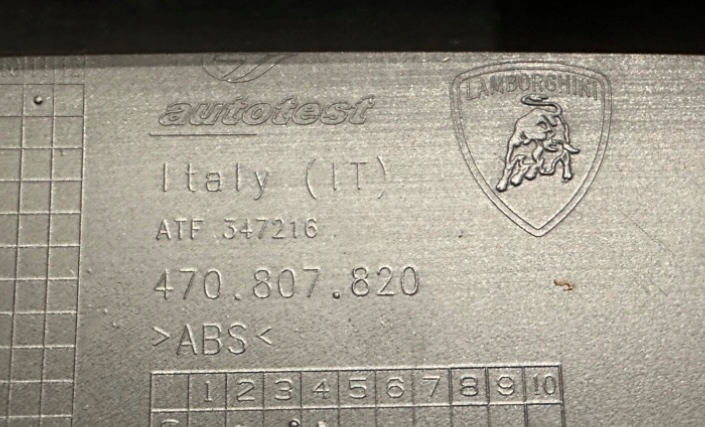 autotest
LAMBORGHINI
Italy (IT)
ATF 347216
470.807.820
>ABS<
1 2 3 4 5 6 7 8 9 10